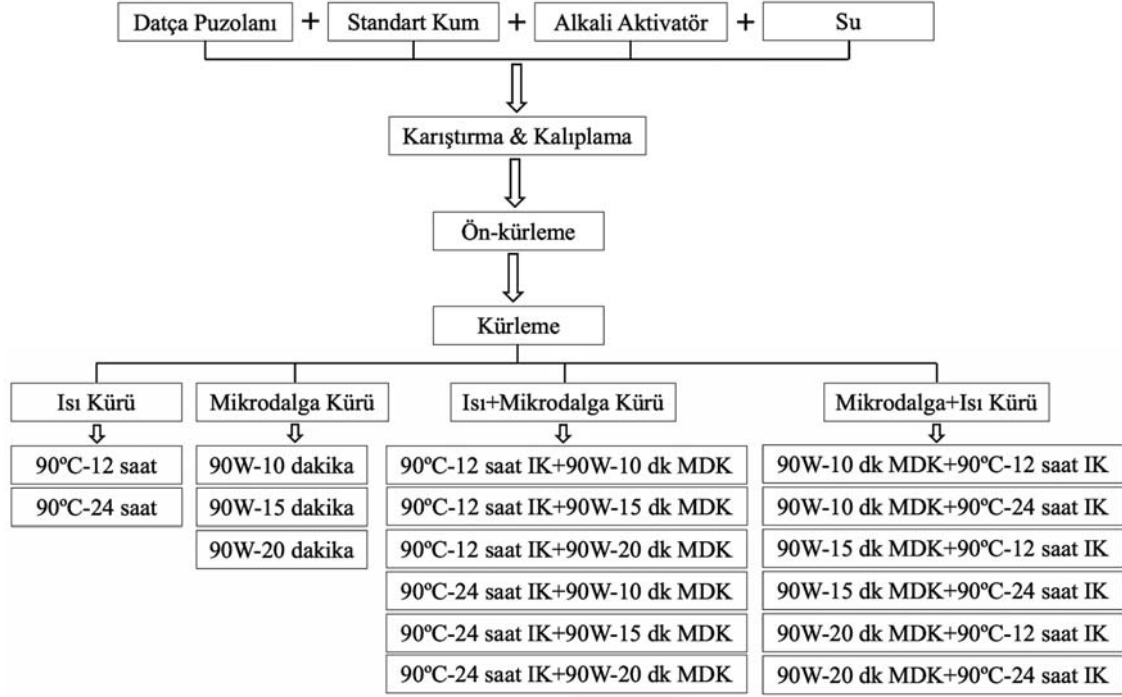 Datça Puzolanı + Standart Kum + Alkali Aktivatör + Su
Karıştırma & Kalıplama
Ön-kürleme
Kürleme
Isı Kürü
90ºC-12 saat
90ºC-24 saat
Mikrodalga Kürü
90W-10 dakika
90W-15 dakika
90W-20 dakika
Isı+Mikrodalga Kürü
90ºC-12 saat IK+90W-10 dk MDK
90ºC-12 saat IK+90W-15 dk MDK
90ºC-12 saat IK+90W-20 dk MDK
90ºC-24 saat IK+90W-10 dk MDK
90ºC-24 saat IK+90W-15 dk MDK
90ºC-24 saat IK+90W-20 dk MDK
Mikrodalga+Isı Kürü
90W-10 dk MDK+90ºC-12 saat IK
90W-10 dk MDK+90ºC-24 saat IK
90W-15 dk MDK+90ºC-12 saat IK
90W-15 dk MDK+90ºC-24 saat IK
90W-20 dk MDK+90ºC-12 saat IK
90W-20 dk MDK+90ºC-24 saat IK